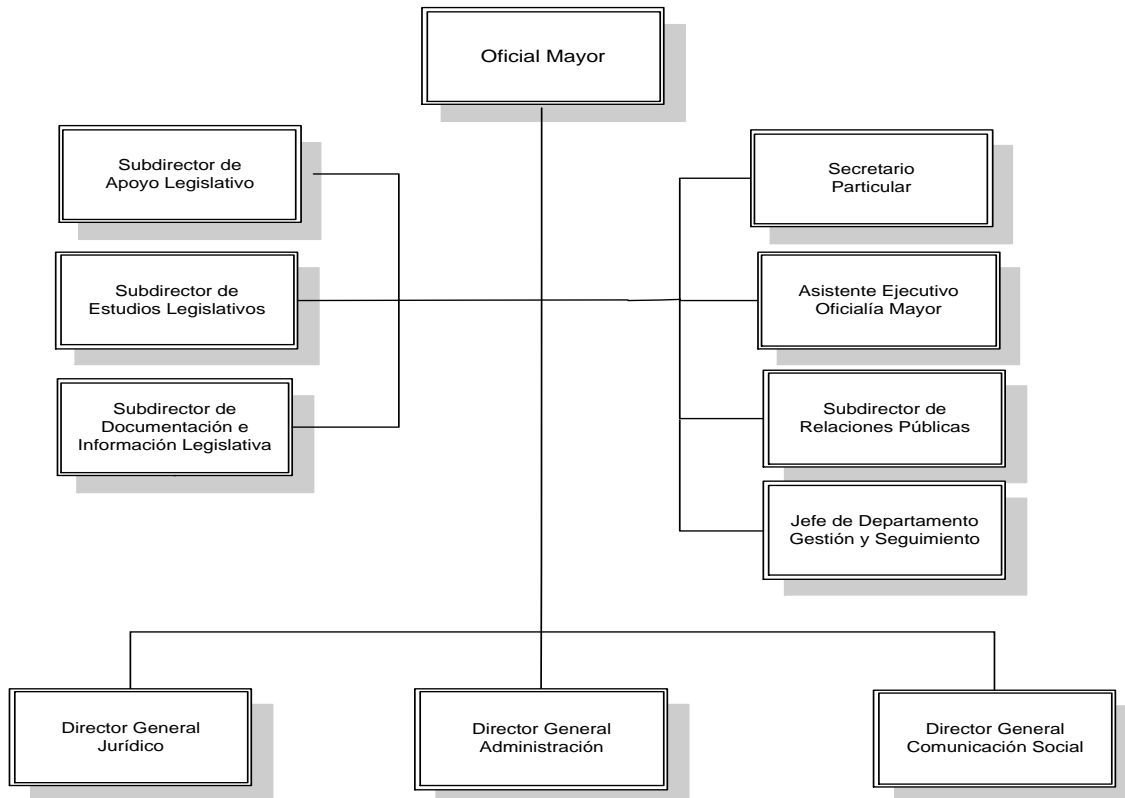 Oficial Mayor
Subdirector de
Apoyo Legislativo
Secretario
Particular
Subdirector de
Estudios Legislativos
Asistente Ejecutivo
Oficialía Mayor
Subdirector de
Documentación e
Información Legislativa
Subdirector de
Relaciones Públicas
Jefe de Departamento
Gestión y Seguimiento
Director General
Jurídico
Director General
Administración
Director General
Comunicación Social